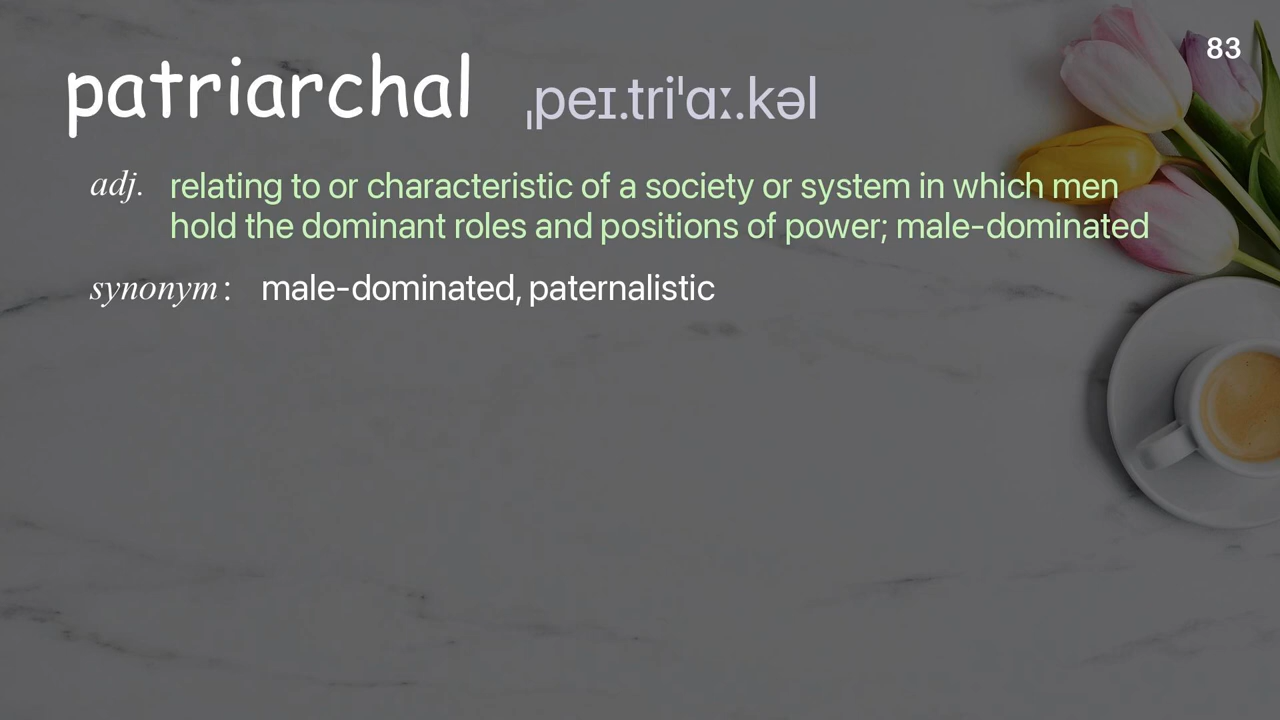 83
patriarchal ˌpeɪ.triˈɑː.kəl
adj. relating to or characteristic of a society or system in which men
hold the dominant roles and positions of power; male-dominated
synonym: male-dominated, paternalistic